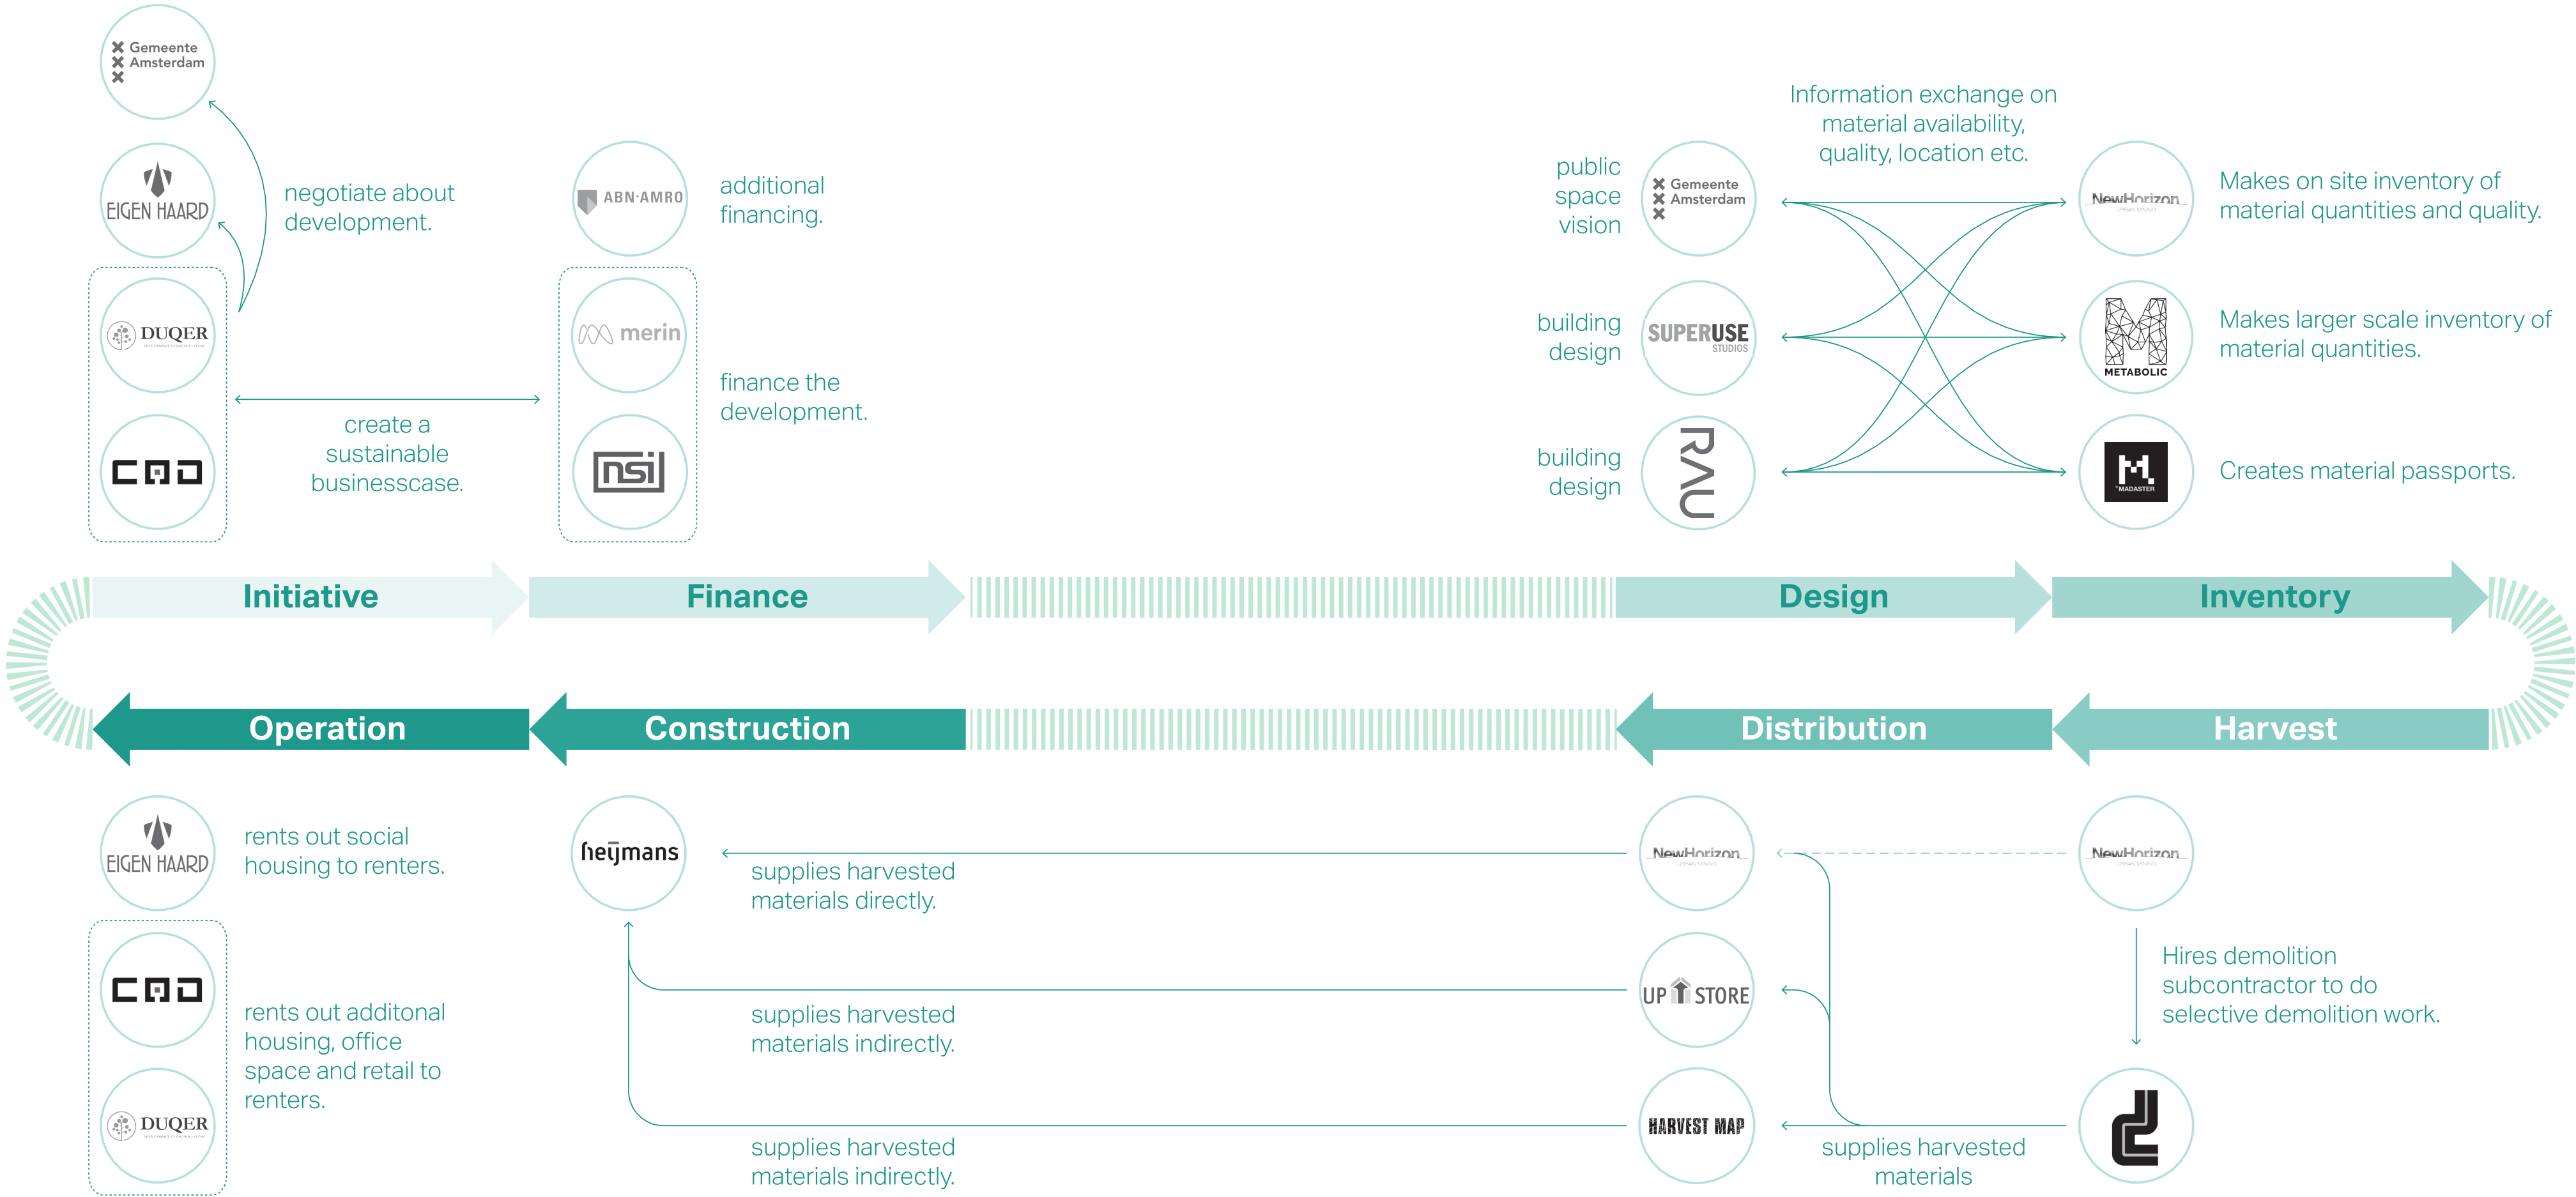 Gemeente
Amsterdam
EIGEN HAARD
negotiate about
development.
DUQER
CAD
create a
sustainable
businesscase.
ABN·AMRO
additional
financing.
merin
nsi
finance the
development.
public
space
vision
Gemeente
Amsterdam
building
design
SUPERUSE
STUDIOS
building
design
RAU
Information exchange on
material availability,
quality, location etc.
NewHorizon
Makes on site inventory of
material quantities and quality.
M
METABOLIC
Makes larger scale inventory of
material quantities.
M.
MADASTER
Creates material passports.
Initiative
Finance
Design
Inventory
Operation
Construction
Distribution
Harvest
EIGEN HAARD
rents out social
housing to renters.
CAD
DUQER
rents out additonal
housing, office
space and retail to
renters.
heijmans
supplies harvested
materials directly.
supplies harvested
materials indirectly.
supplies harvested
materials indirectly.
NewHorizon
URBAN MINING
UP STORE
HARVEST MAP
supplies harvested
materials
NewHorizon
URBAN MINING
Hires demolition
subcontractor to do
selective demolition work.